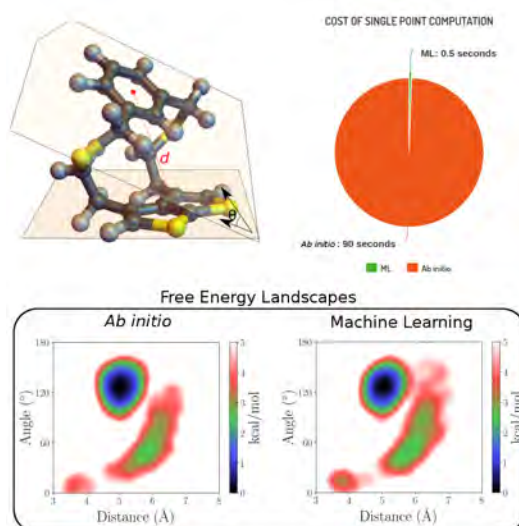 COST OF SINGLE POINT COMPUTATION
ML: 0.5 seconds
d
θ
Ab initio : 90 seconds
ML Ab initio
Free Energy Landscapes
Ab initio Machine Learning
180
120
60
0
Angle (°)
3 4 5 6 7 8
Distance (Å)
5
4
3
2
1
0
kcal/mol
180
120
60
0
Angle (°)
3 4 5 6 7 8
Distance (Å)
5
4
3
2
1
0
kcal/mol